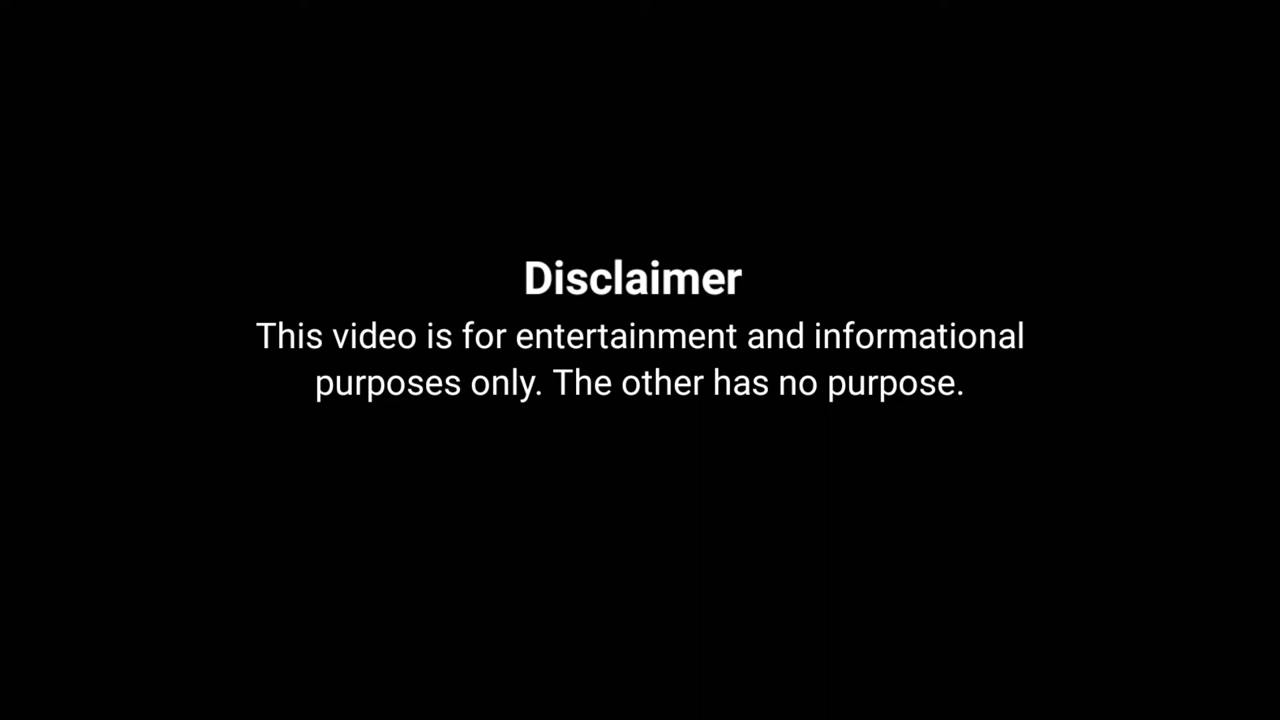 Disclaimer
This video is for entertainment and informational
purposes only. The other has no purpose.